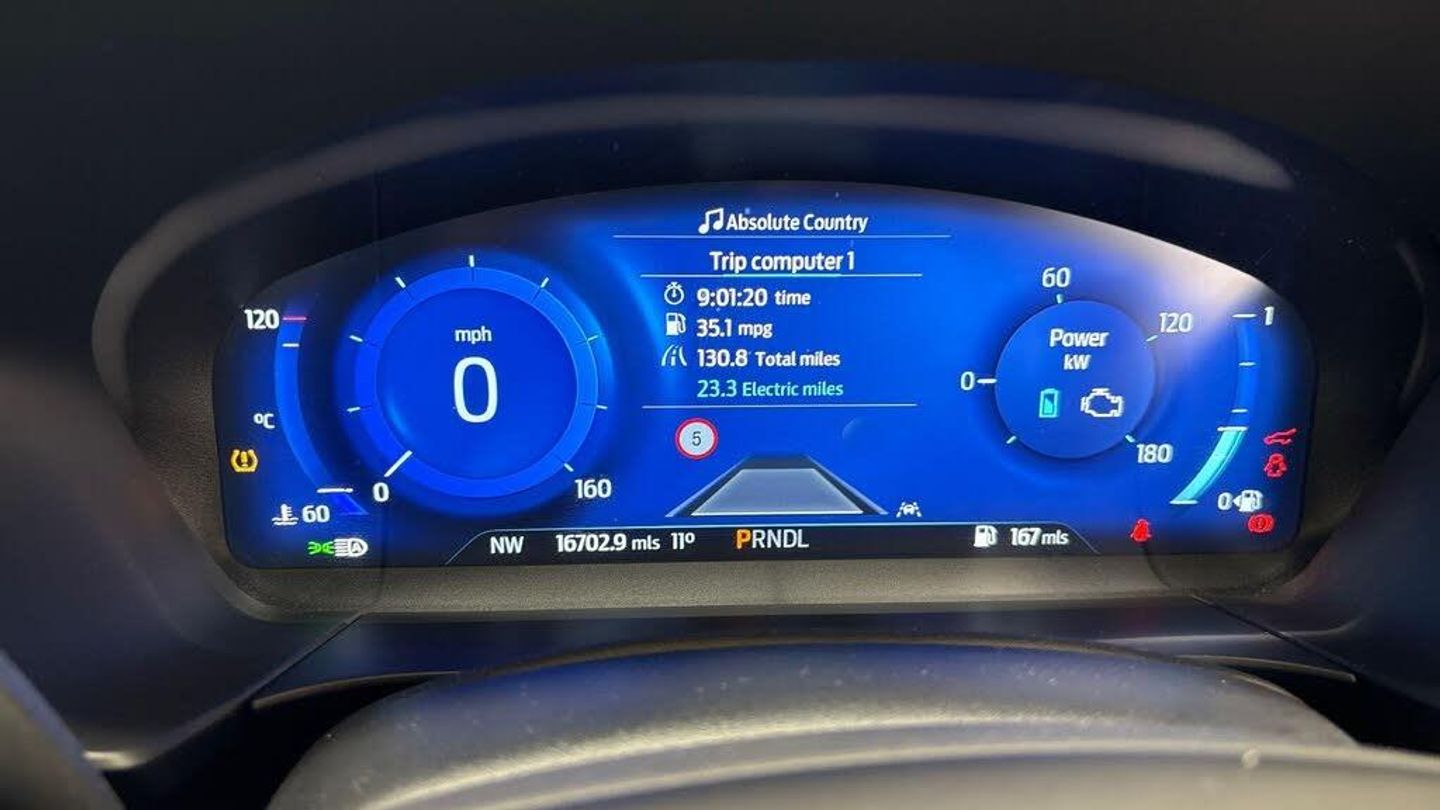 Absolute Country
Trip computer 1
9:01:20 time
35.1 mpg
130.8 Total miles
23.3 Electric miles
120
ºC
60
mph
0
0
160
5
60
0
120
180
Power
kW
1
0
NW 16702.9 mls 11º PRNDL 167 mls